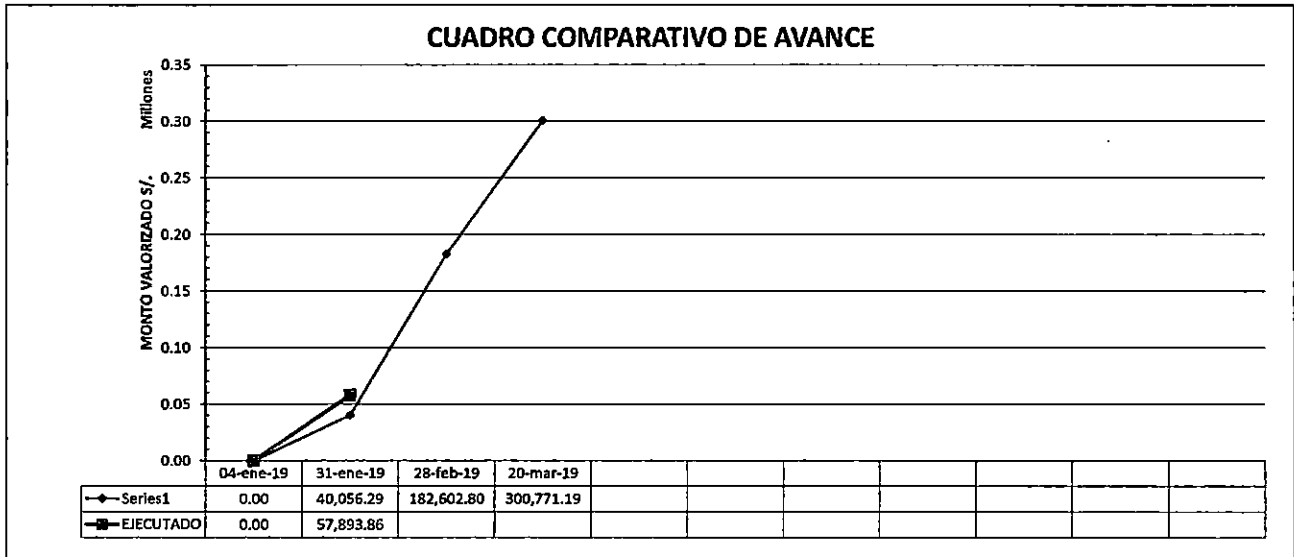 CUADRO COMPARATIVO DE AVANCE
Millones
MONTO VALORIZADO S/.
0.35
0.30
0.25
0.20
0.15
0.10
0.05
0.00
04-ene-19 31-ene-19 28-feb-19 20-mar-19
Series1 0.00 40,056.29 182,602.80 300,771.19
EJECUTADO 0.00 57,893.86